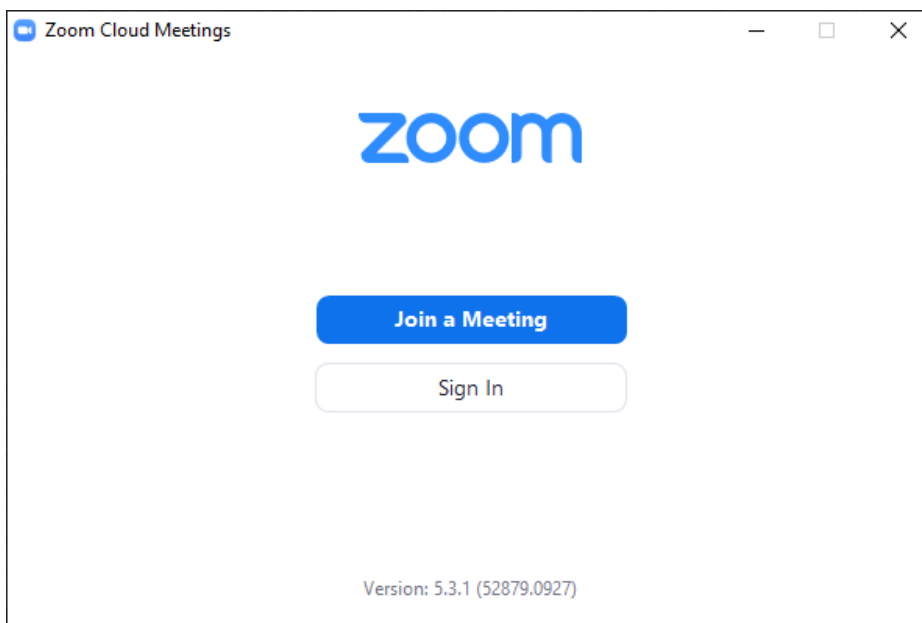 Zoom Cloud Meetings
zoom
Join a Meeting
Sign In
Version: 5.3.1 (52879.0927)